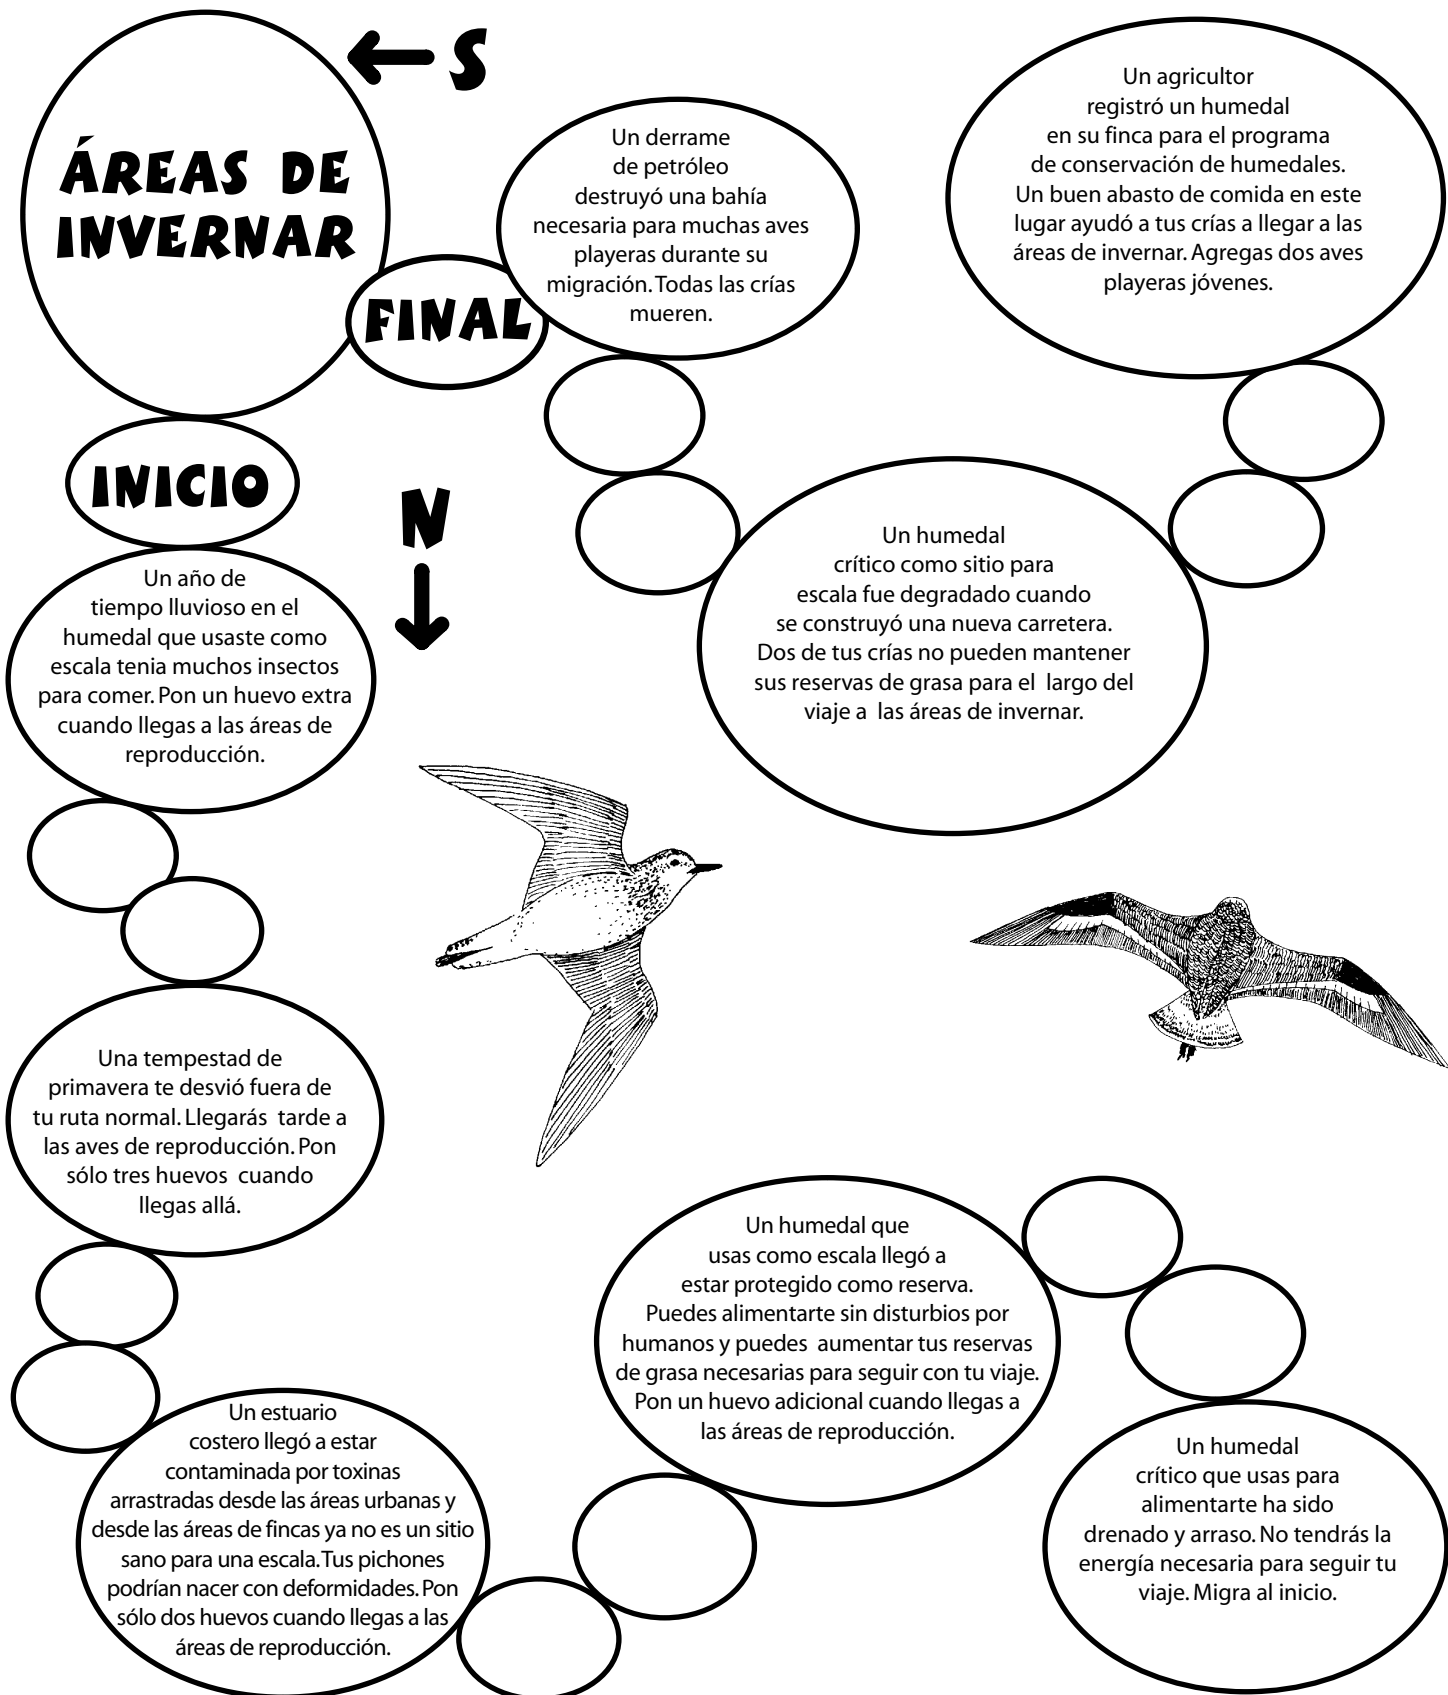 S
ÁREAS DE
INVERNAR
FINAL
Un derrame
de petróleo
destruyó una bahía
necesaria para muchas aves
playeras durante su
migración. Todas las crías
mueren.
Un agricultor
registró un humedal
en su finca para el programa
de conservación de humedales.
Un buen abasto de comida en este
lugar ayudó a tus crías a llegar a las
áreas de invernar. Agregas dos aves
playeras jóvenes.
INICIO
N
Un año de
tiempo lluvioso en el
humedal que usaste como
escala tenia muchos insectos
para comer. Pon un huevo extra
cuando llegas a las áreas de
reproducción.
Un humedal
crítico como sitio para
escala fue degradado cuando
se construyó una nueva carretera.
Dos de tus crías no pueden mantener
sus reservas de grasa para el largo del
viaje a las áreas de invernar.
Una tempestad de
primavera te desvió fuera de
tu ruta normal. Llegarás tarde a
las aves de reproducción. Pon
sólo tres huevos cuando
llegas allá.
Un estuario
costero llegó a estar
contaminada por toxinas
arrastradas desde las áreas urbanas y
desde las áreas de fincas ya no es un sitio
sano para una escala. Tus pichones
podrían nacer con deformidades. Pon
sólo dos huevos cuando llegas a las
áreas de reproducción.
Un humedal que
usas como escala llegó a
estar protegido como reserva.
Puedes alimentarte sin disturbios por
humanos y puedes aumentar tus reservas
de grasa necesarias para seguir con tu viaje.
Pon un huevo adicional cuando llegas a
las áreas de reproducción.
Un humedal
crítico que usas para
alimentarte ha sido
drenado y arraso. No tendrás la
energía necesaria para seguir tu
viaje. Migra al inicio.